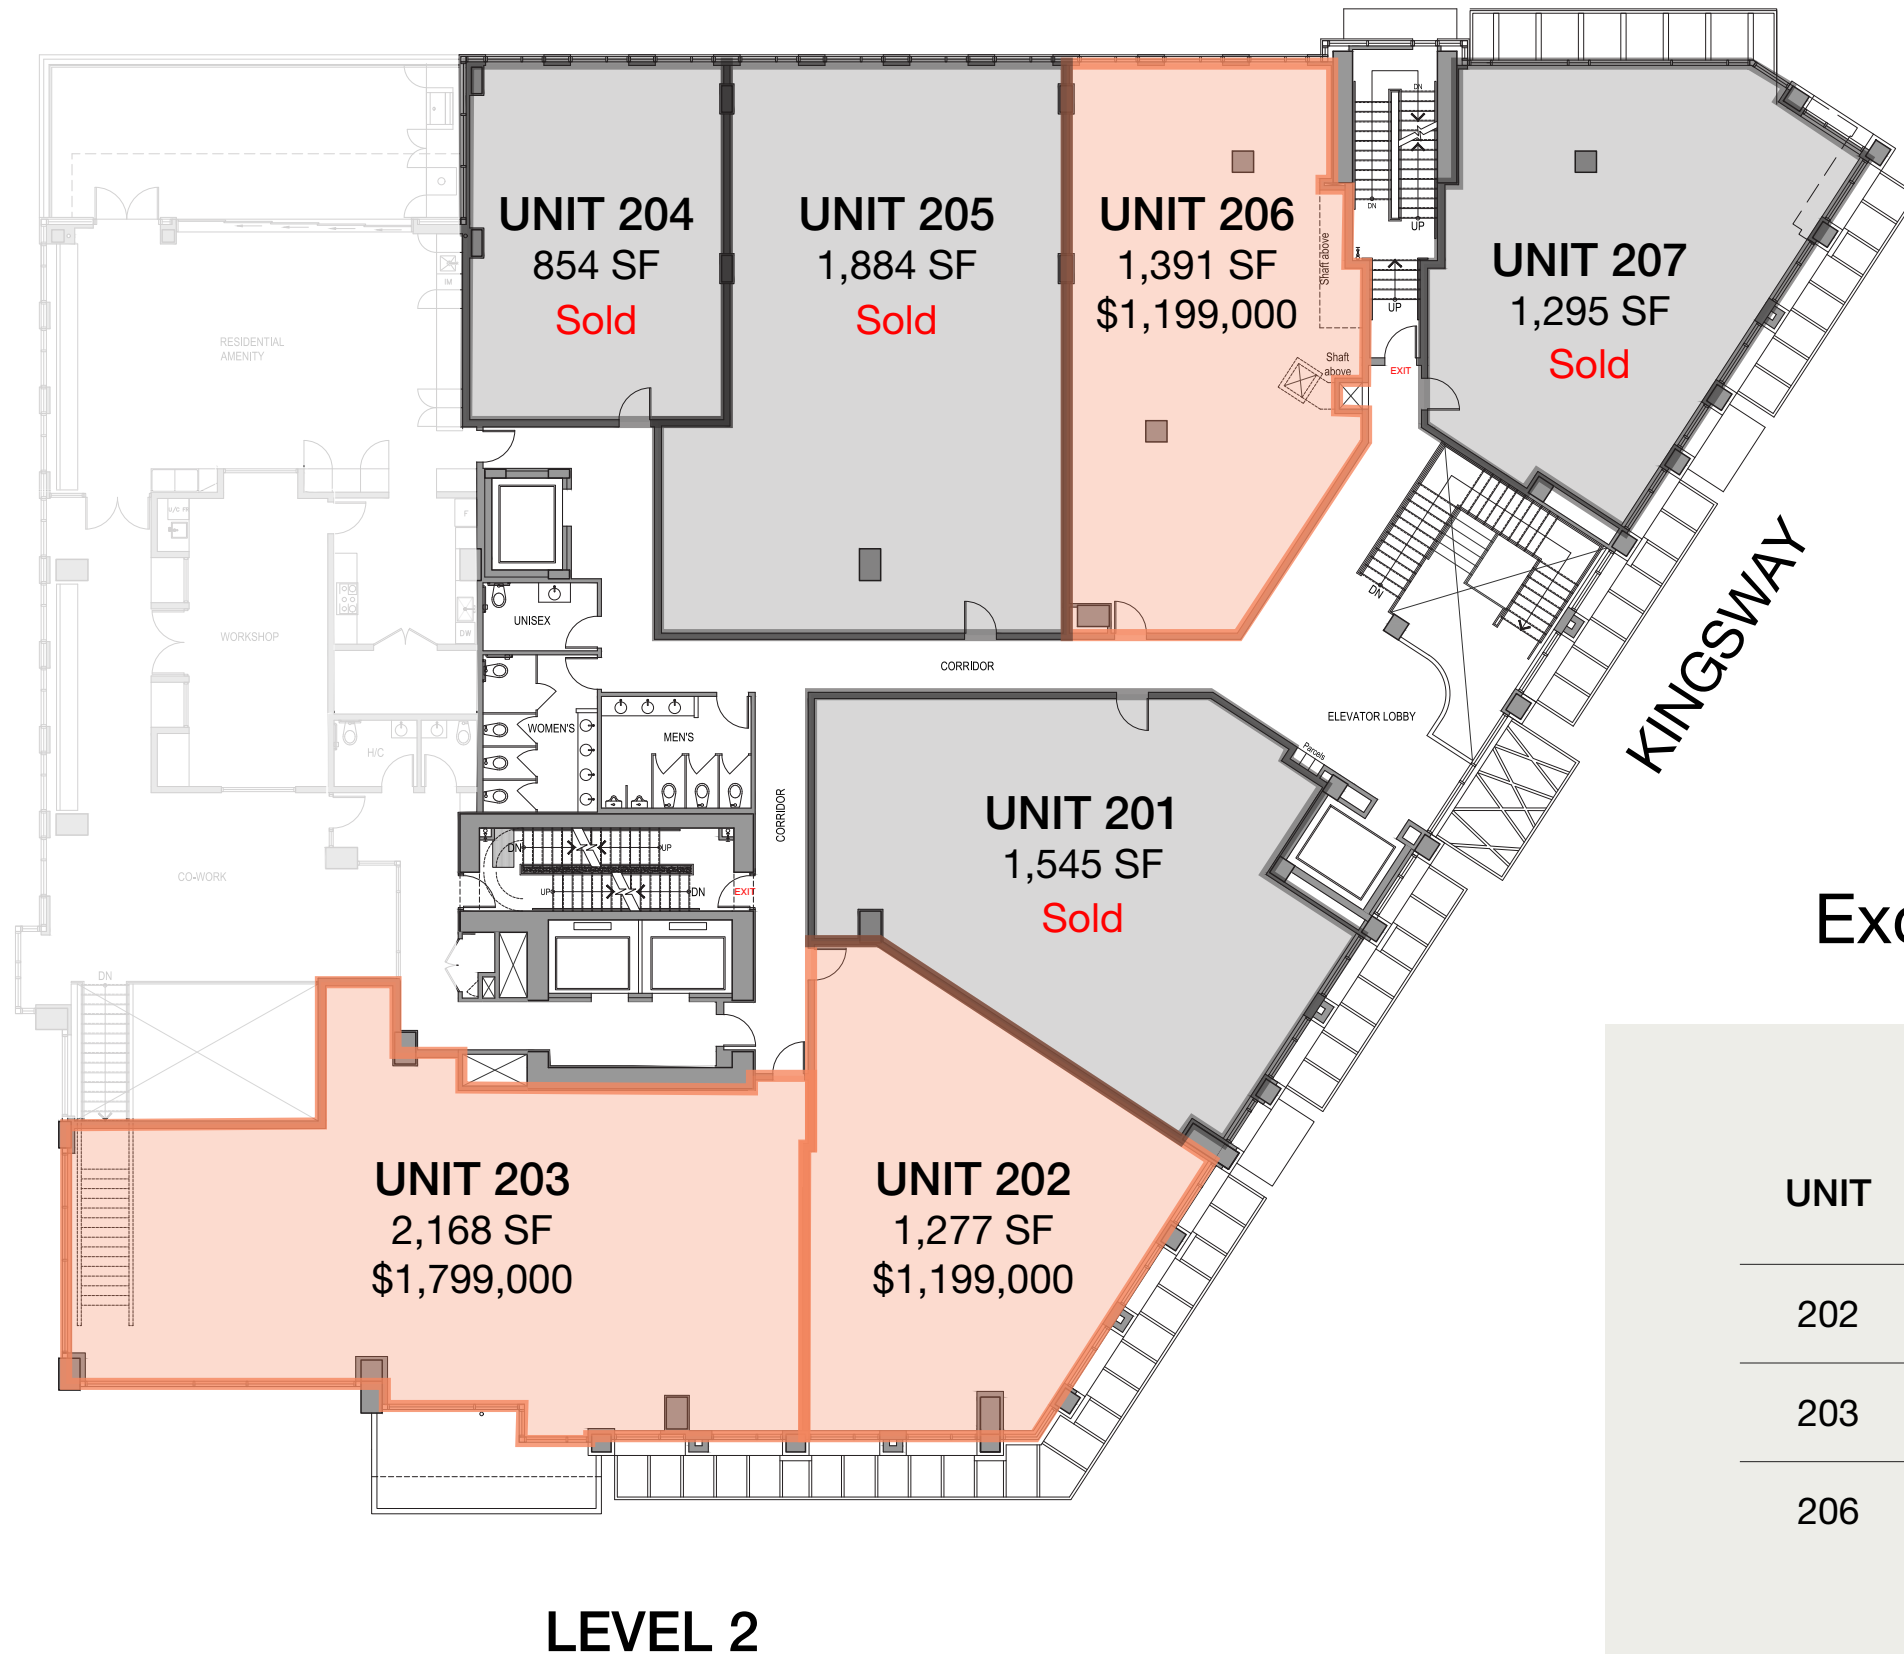 UNIT 204
854 SF
Sold
UNIT 205
1,884 SF
Sold
UNIT 206
1,391 SF
$1,199,000
UNIT 207
1,295 SF
Sold
DN
DN
UP
UP
EXIT
Shaft above
Shaft
above
RESIDENTIAL
AMENITY
IM
U/C FR
F
DW
WORKSHOP
H/C
CO-WORK
DN
UNISEX
WOMEN'S
MEN'S
CORRIDOR
CORRIDOR
DN
UP
UP
DN
EXIT
DN
ELEVATOR LOBBY
Parcels
KINGSWAY
UNIT 201
1,545 SF
Sold
UNIT 203
2,168 SF
$1,799,000
UNIT 202
1,277 SF
$1,199,000
UNIT
202
203
206
LEVEL 2